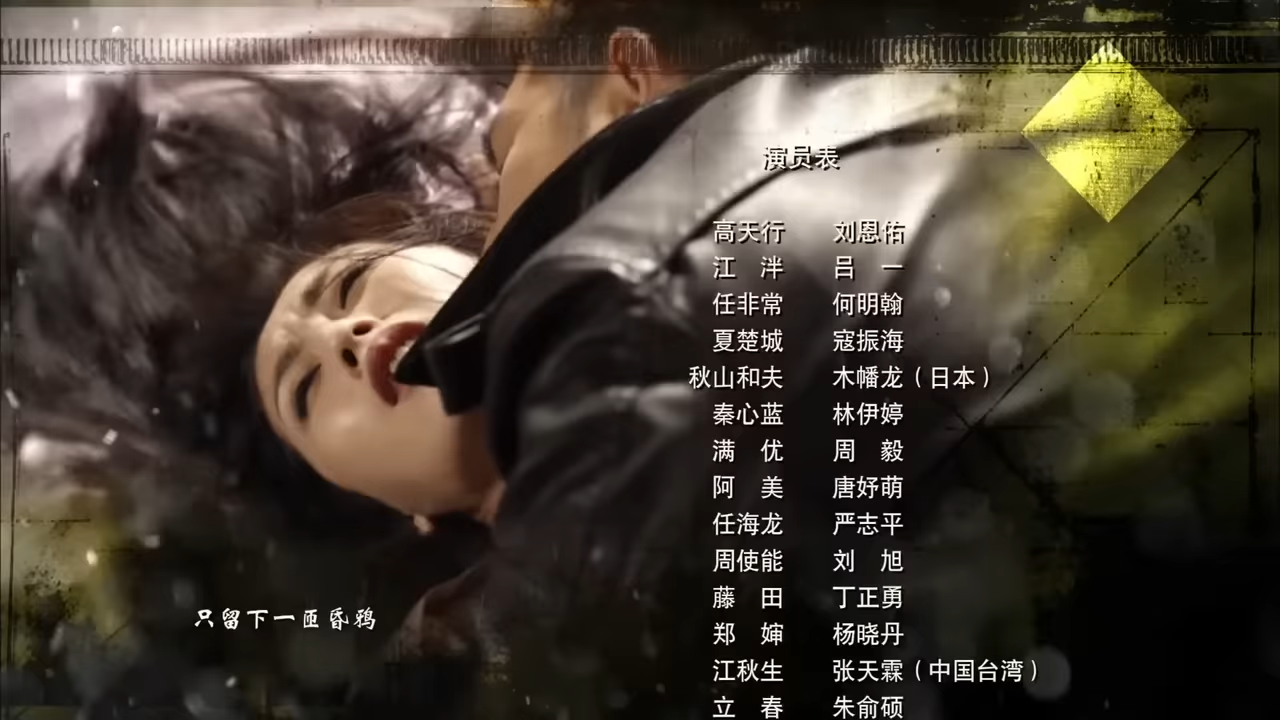 演员表
高天行 刘恩佑
江 泮 吕 一
任非常 何明翰
夏楚城 寇振海
秋山和夫 木幡龙（日本）
秦心蓝 林伊婷
满 优 周 毅
阿 美 唐妤萌
任海龙 严志平
周使能 刘 旭
藤 田 丁正勇
郑 婶 杨晓丹
江秋生 张天霖（中国台湾）
立 春 朱俞硕
只留下一匝昏鸦